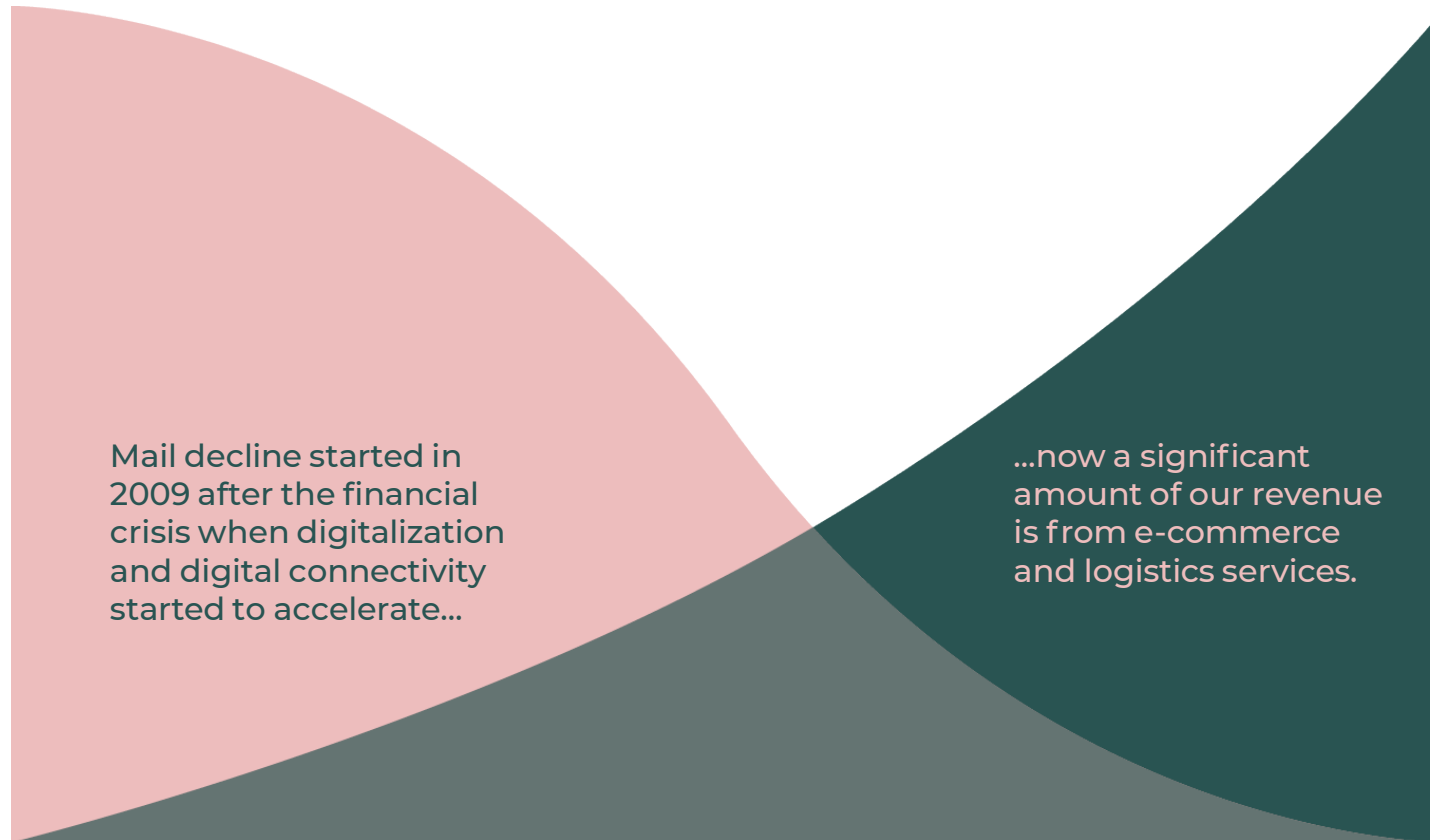 Mail decline started in
2009 after the financial
crisis when digitalization
and digital connectivity
started to accelerate...
...now a significant
amount of our revenue
is from e-commerce
and logistics services.